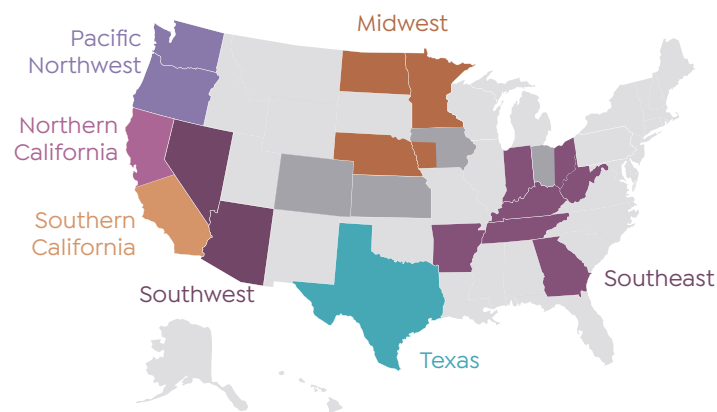 Midwest
Pacific
Northwest
Northern
California
Southern
California
Southwest
Southeast
Texas